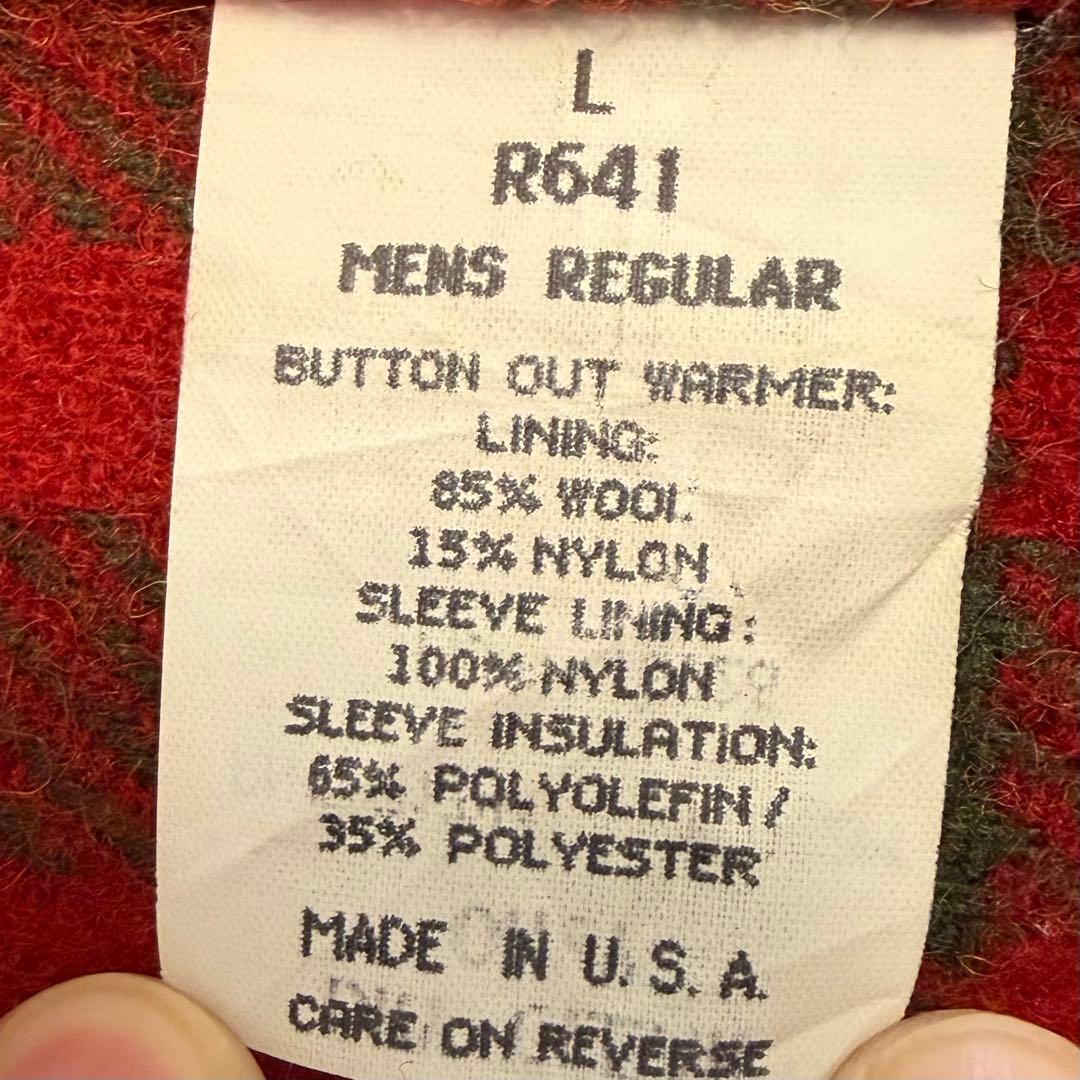 L
R641
MENS REGULAR
BUTTON OUT WARMER:
LINING:
85% WOOL
15% NYLON
SLEEVE LINING:
100% NYLON
SLEEVE INSULATION:
65% POLYOLEFIN/
35% POLYESTER
MADE IN U.S.A.
CARE ON REVERSE